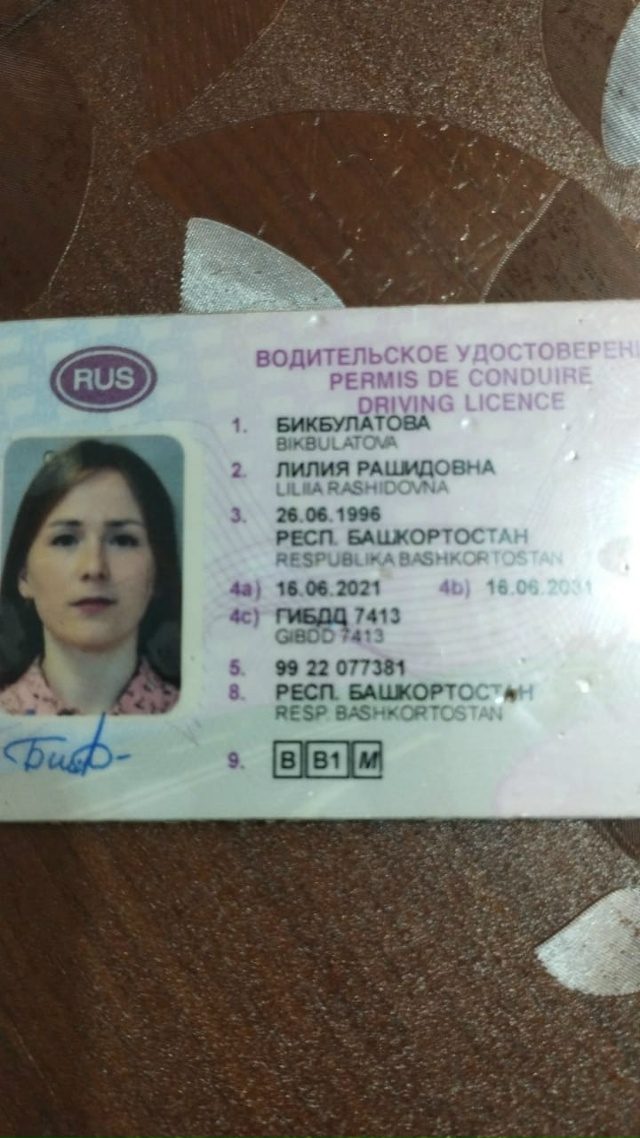 RUS
ВОДИТЕЛЬСКОЕ УДОСТОВЕРЕНИ
PERMIS DE CONDUIRE
DRIVING LICENCE
1. БИКБУЛАТОВА
BIKBULATOVA
2. ЛИЛИЯ РАШИДОВНА
LILIIA RASHIDOVNA
3. 26.06.1996
РЕСП. БАШКОРТОСТАН
RESPUBLIKA BASHKORTOSTAN
4a) 16.06.2021 4b) 16.06.2031
4c) ГИБДД 7413
GIBDD 7413
5. 99 22 077381
8. РЕСП. БАШКОРТОСТАН
RESP. BASHKORTOSTAN
9. B B1 M